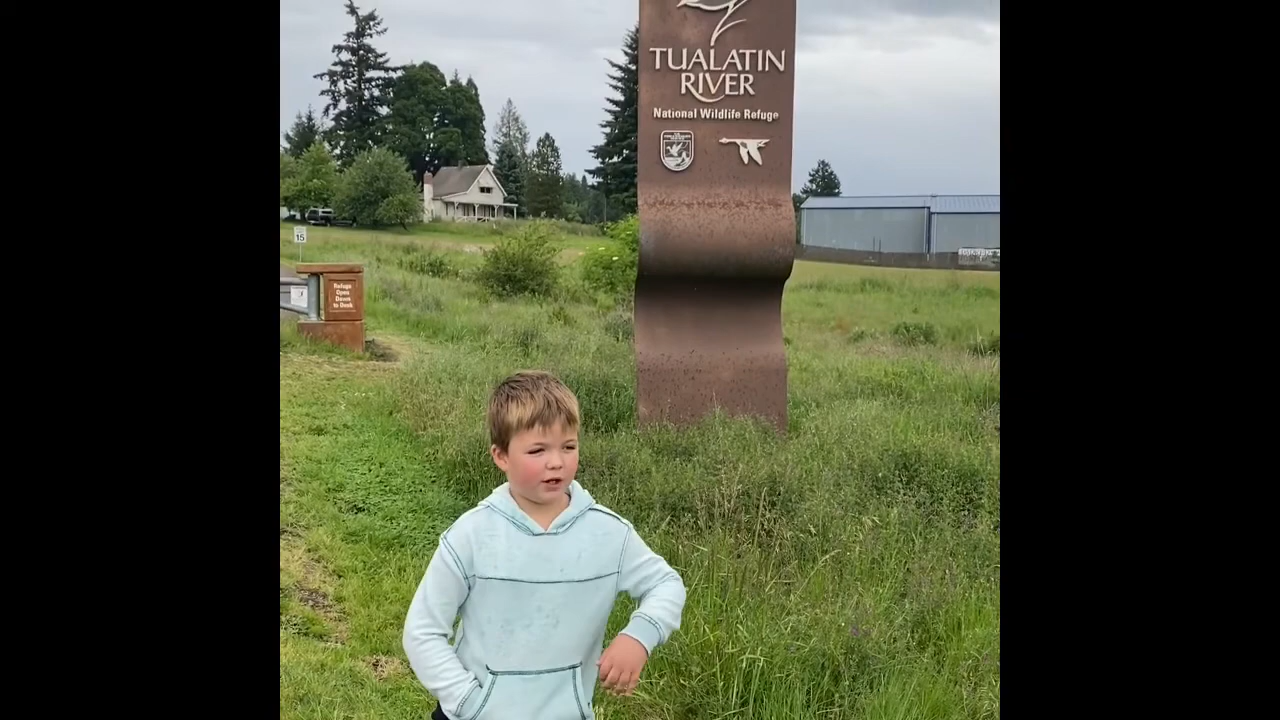 TUALATIN
RIVER
National Wildlife Refuge
15
Refuge
Open
Dawn
to Dusk